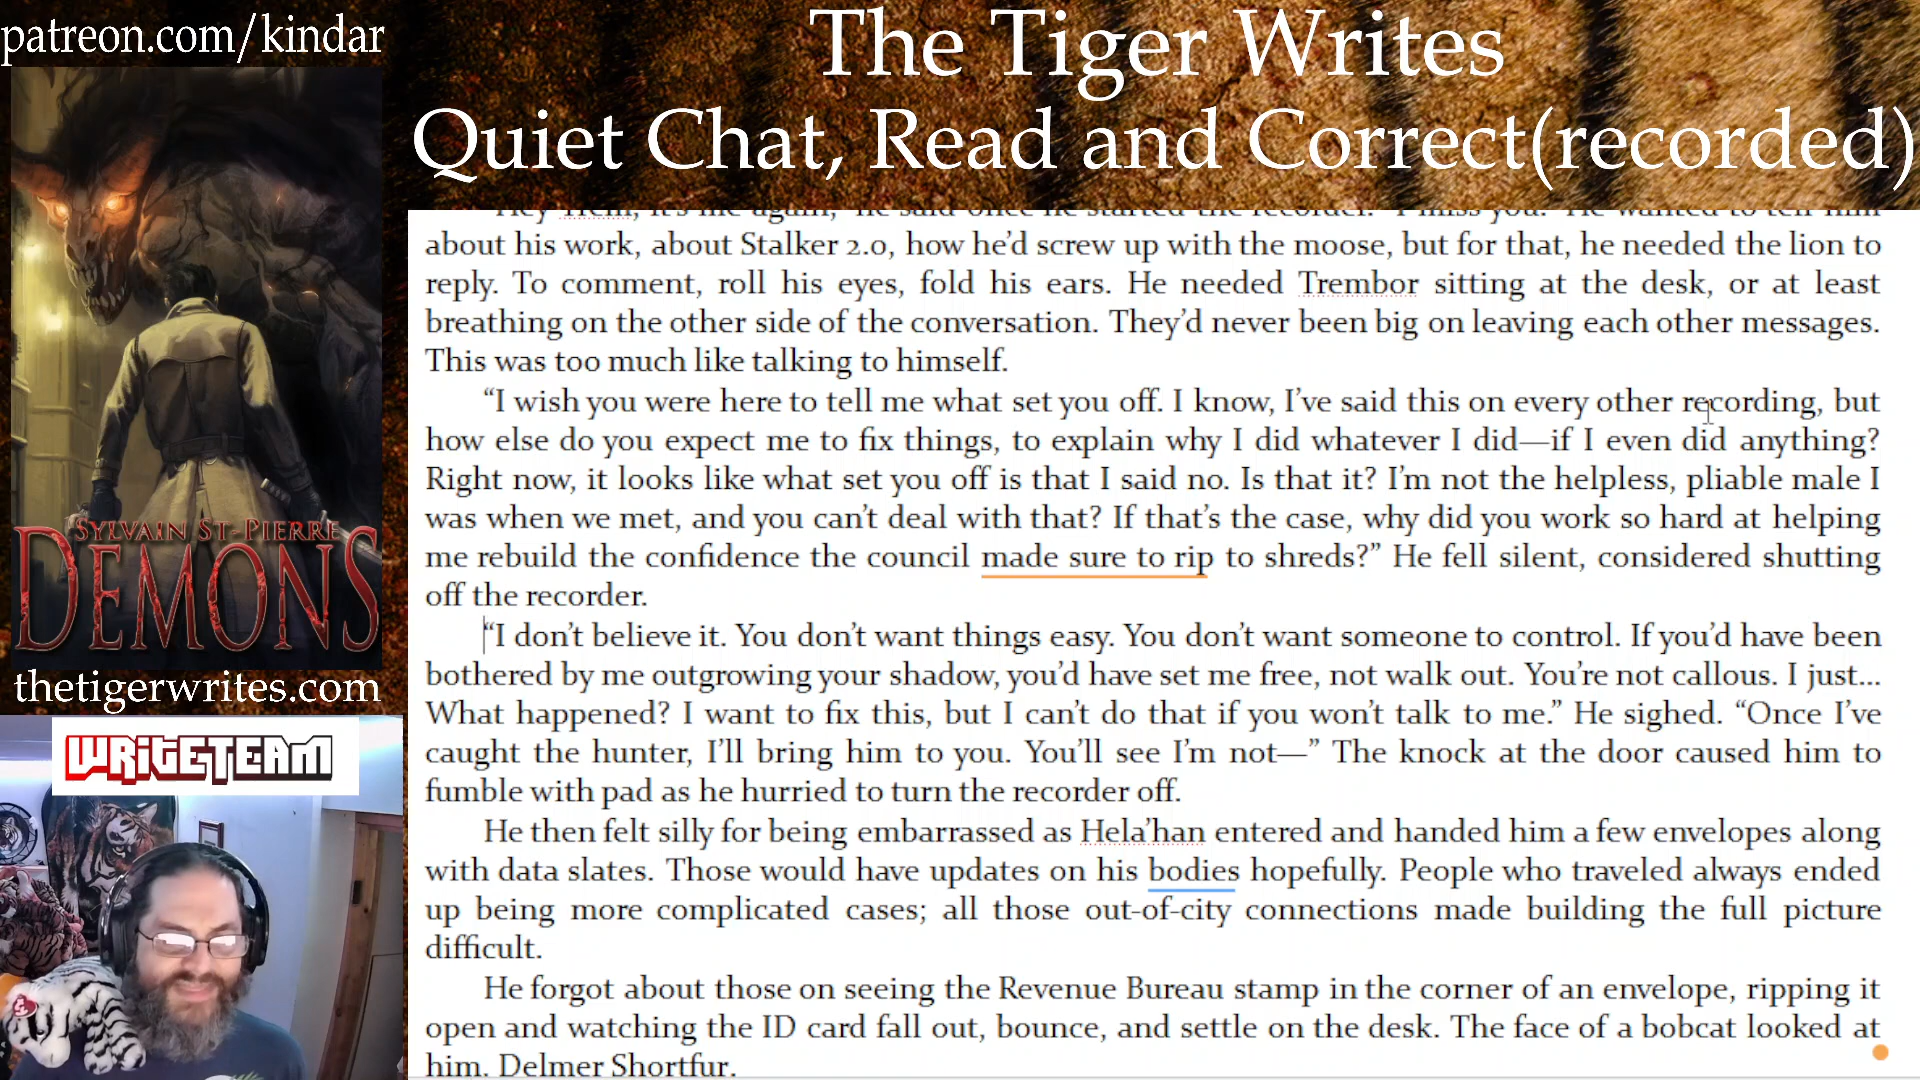 patreon.com/kindar
The Tiger Writes
Quiet Chat, Read and Correct(recorded)
SYLVAIN ST-PIERRE
DEMONS
thetigerwrites.com
WRITETEAM
"Hey Trem, it's me again," he said once he started the recorder. "I miss you." He wanted to tell him
about his work, about Stalker 2.0, how he'd screw up with the moose, but for that, he needed the lion to
reply. To comment, roll his eyes, fold his ears. He needed Trembor sitting at the desk, or at least
breathing on the other side of the conversation. They'd never been big on leaving each other messages.
This was too much like talking to himself.
“I wish you were here to tell me what set you off. I know, I've said this on every other recording, but
how else do you expect me to fix things, to explain why I did whatever I did—if I even did anything?
Right now, it looks like what set you off is that I said no. Is that it? I'm not the helpless, pliable male I
was when we met, and you can't deal with that? If that's the case, why did you work so hard at helping
me rebuild the confidence the council made sure to rip to shreds?” He fell silent, considered shutting
off the recorder.
“I don't believe it. You don't want things easy. You don't want someone to control. If you'd have been
bothered by me outgrowing your shadow, you'd have set me free, not walk out. You're not callous. I just...
What happened? I want to fix this, but I can't do that if you won't talk to me.” He sighed. “Once I've
caught the hunter, I'll bring him to you. You'll see I'm not—” The knock at the door caused him to
fumble with pad as he hurried to turn the recorder off.
He then felt silly for being embarrassed as Hela'han entered and handed him a few envelopes along
with data slates. Those would have updates on his bodies hopefully. People who traveled always ended
up being more complicated cases; all those out-of-city connections made building the full picture
difficult.
He forgot about those on seeing the Revenue Bureau stamp in the corner of an envelope, ripping it
open and watching the ID card fall out, bounce, and settle on the desk. The face of a bobcat looked at
him. Delmer Shortfur.